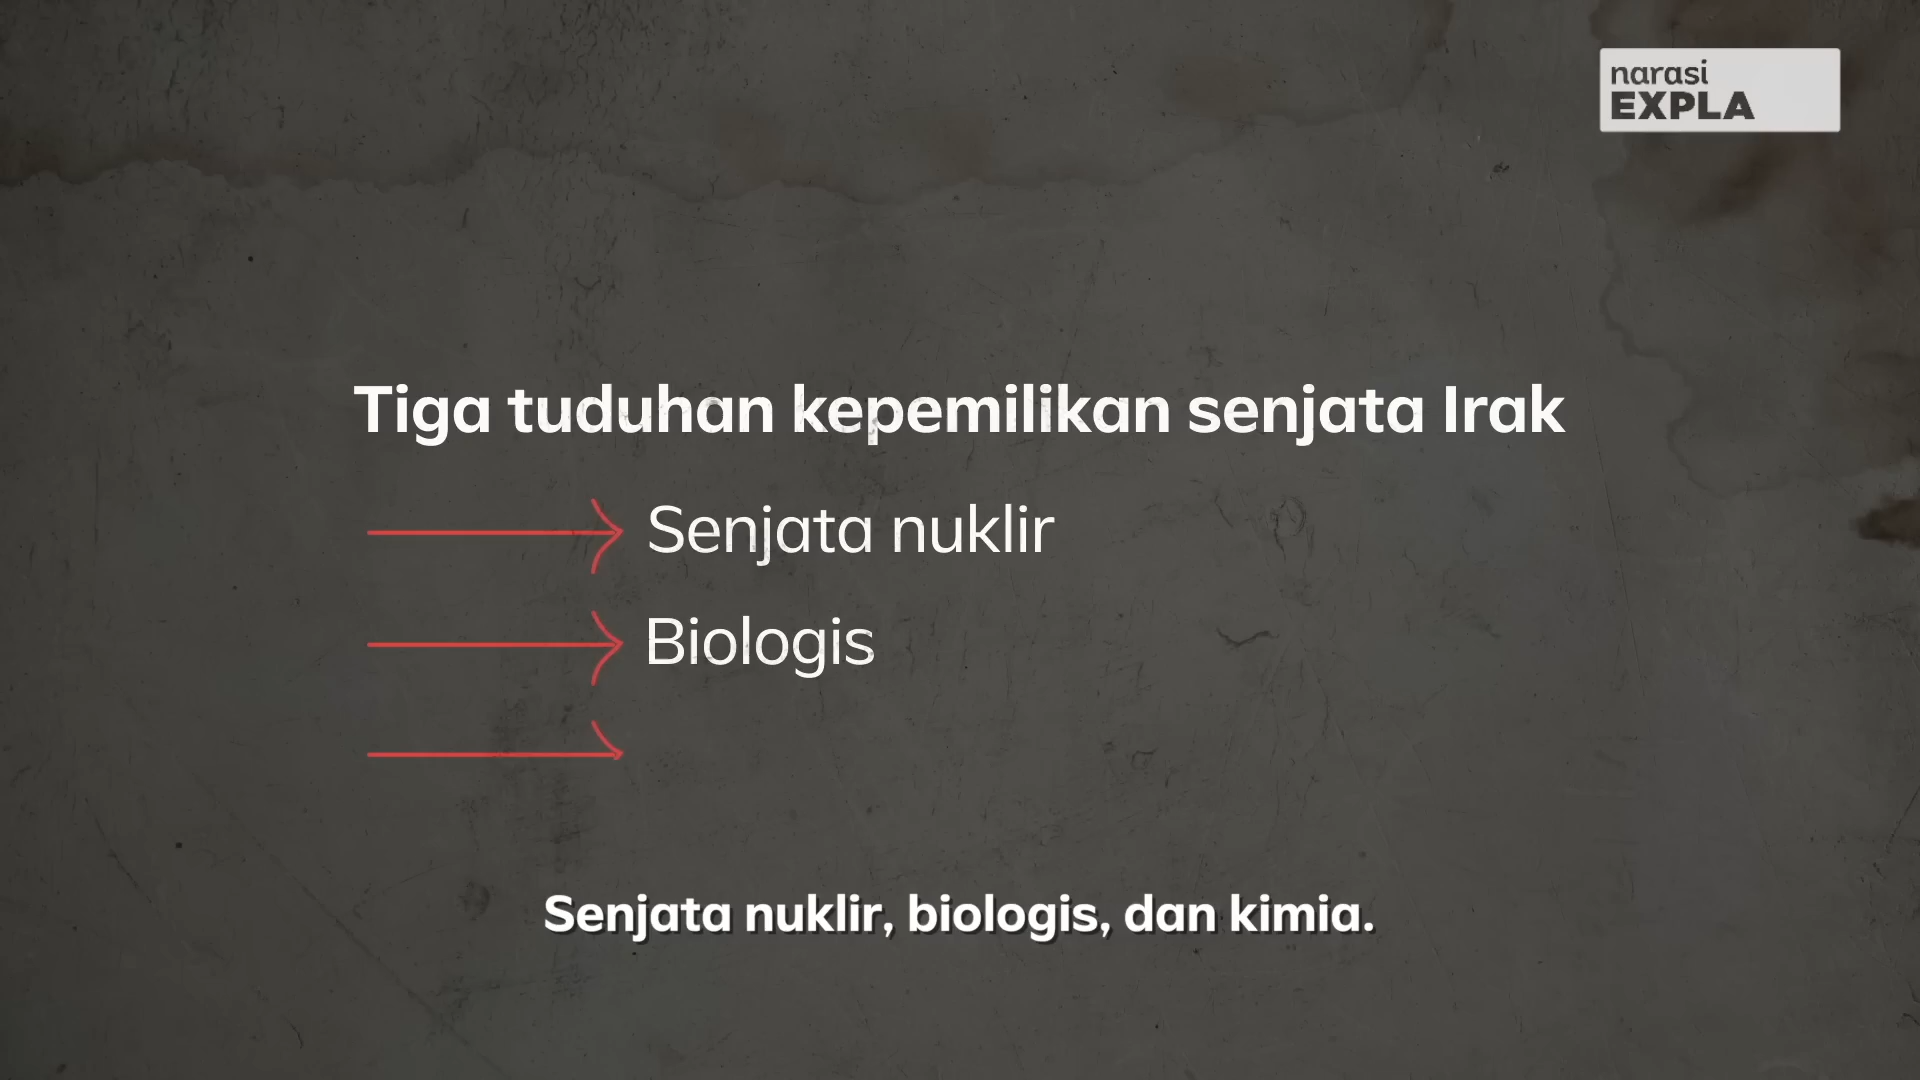 narasi
EXPLA
Tiga tuduhan kepemilikan senjata Irak
Senjata nuklir
Biologis
Senjata nuklir, biologis, dan kimia.